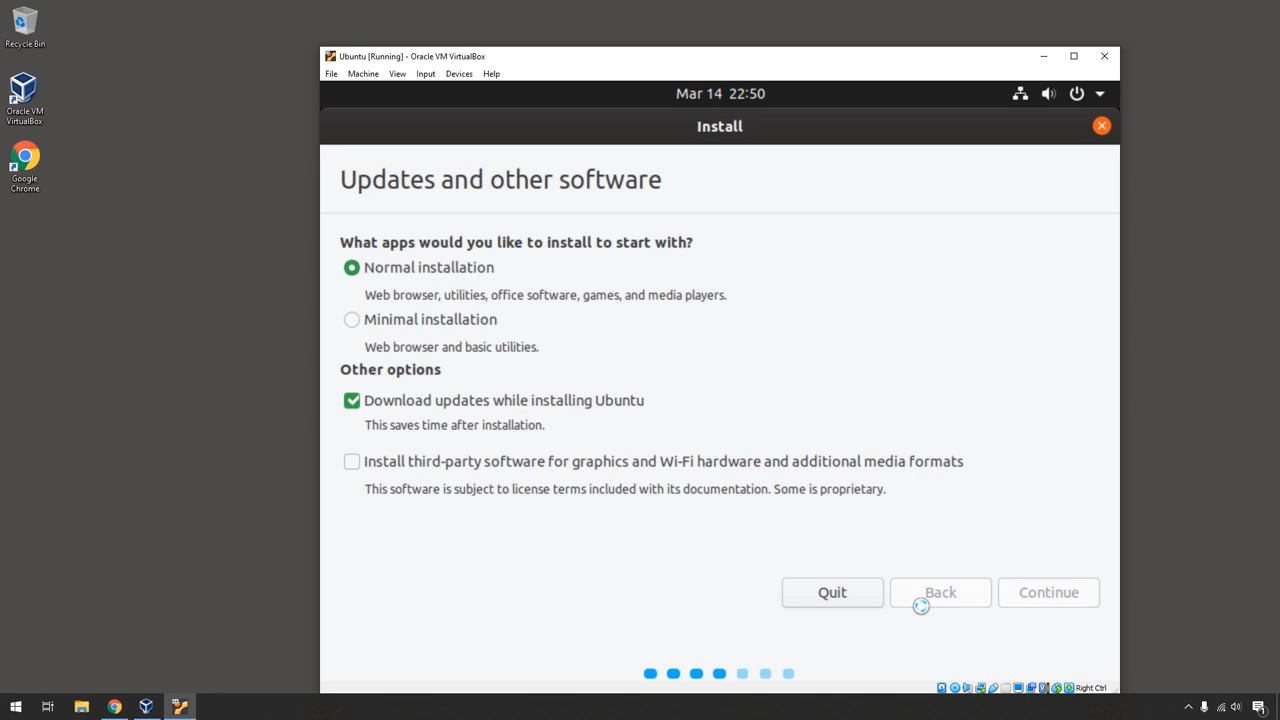 Recycle Bin
Oracle VM
VirtualBox
Google
Chrome
Ubuntu [Running] - Oracle VM VirtualBox
File Machine View Input Devices Help
Mar 14 22:50
Install
Updates and other software
What apps would you like to install to start with?
Normal installation
Web browser, utilities, office software, games, and media players.
Minimal installation
Web browser and basic utilities.
Other options
Download updates while installing Ubuntu
This saves time after installation.
Install third-party software for graphics and Wi-Fi hardware and additional media formats
This software is subject to license terms included with its documentation. Some is proprietary.
Quit Back Continue
Right Ctrl